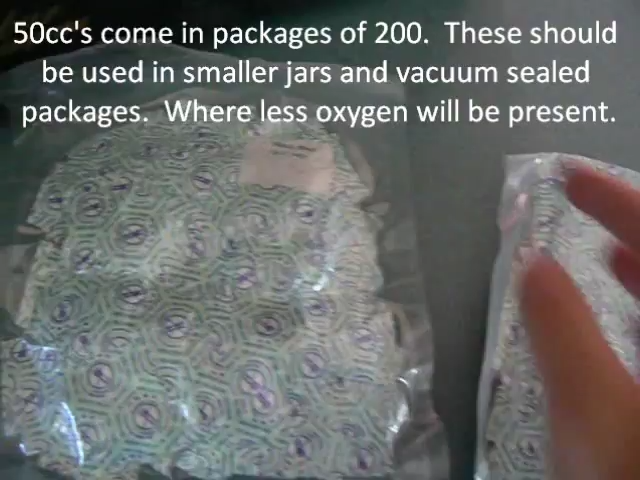 50cc's come in packages of 200.  These should
be used in smaller jars and vacuum sealed
packages.  Where less oxygen will be present.